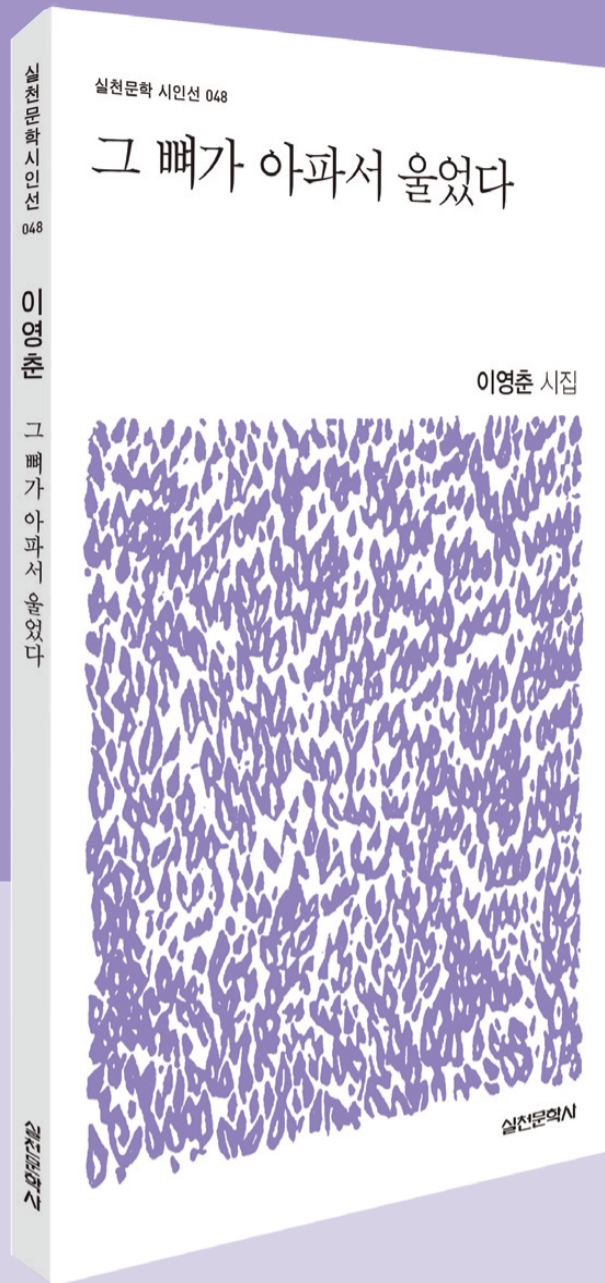 실천문학시인선
048
이영춘
그 뼈가 아파서 울었다
실천문학사
실천문학 시인선 048
그 뼈가 아파서 울었다
이영춘 시집
실천문학사